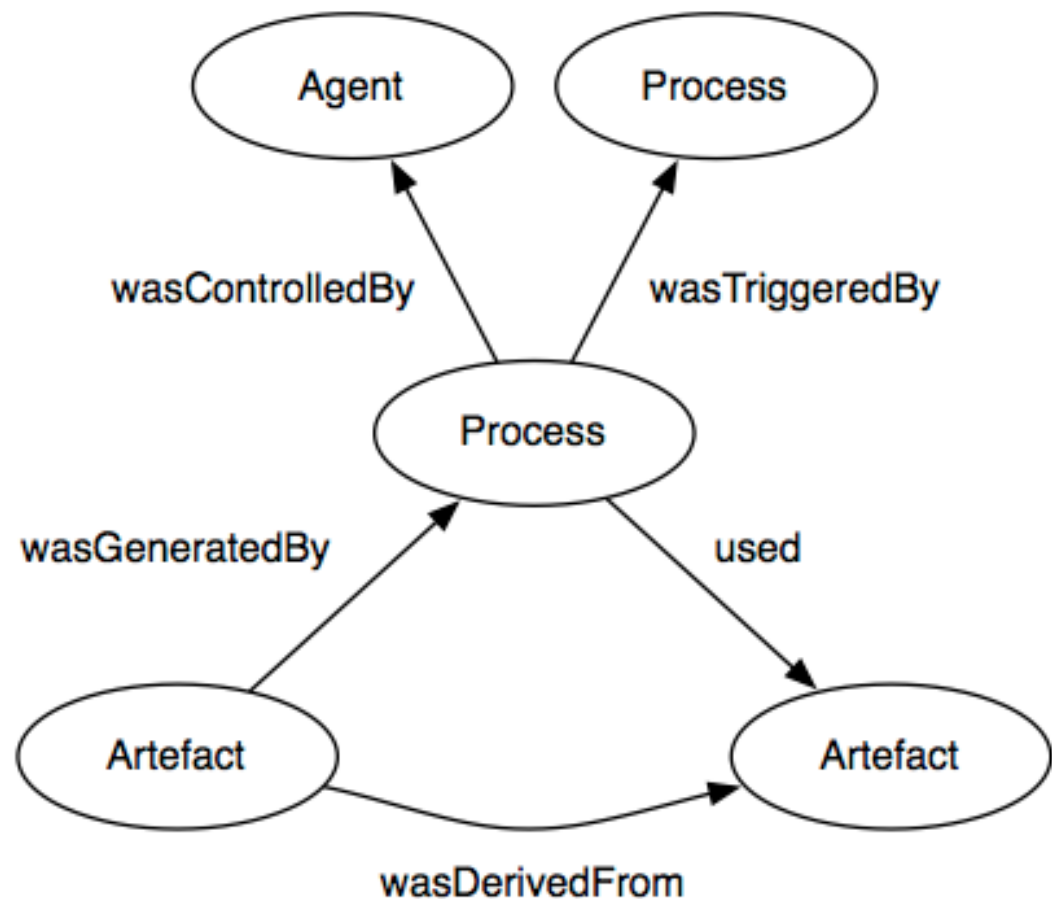 Agent
Process
wasControlledBy
wasTriggeredBy
Process
wasGeneratedBy
used
Artefact
Artefact
wasDerivedFrom